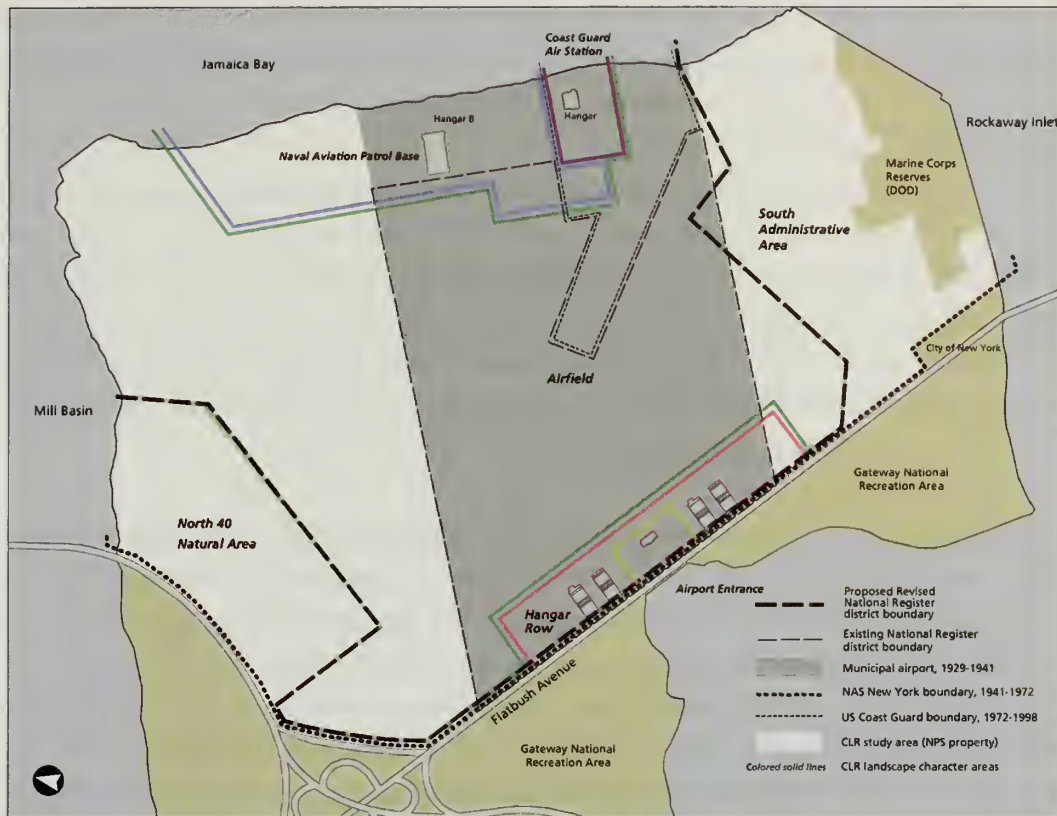 Coast Guard
Air Station
Jamaica Bay
Hangar
Hangar B
Rockaway Inlet
Naval Aviation Patrol Base
Marine Corps
Reserves
(DOD)
South
Administrative
Area
City of New York
Airfield
Mill Basin
Gateway National
Recreation Area
North 40
Natural Area
Airport Entrance
Hangar
Row
Flatbush Avenue
Gateway National
Recreation Area
Proposed Revised
National Register
district boundary
Existing National Register
district boundary
Municipal airport, 1929-1941
NAS New York boundary, 1941-1972
US Coast Guard boundary, 1972-1998
CLR study area (NPS property)
Colored solid lines CLR landscape character areas